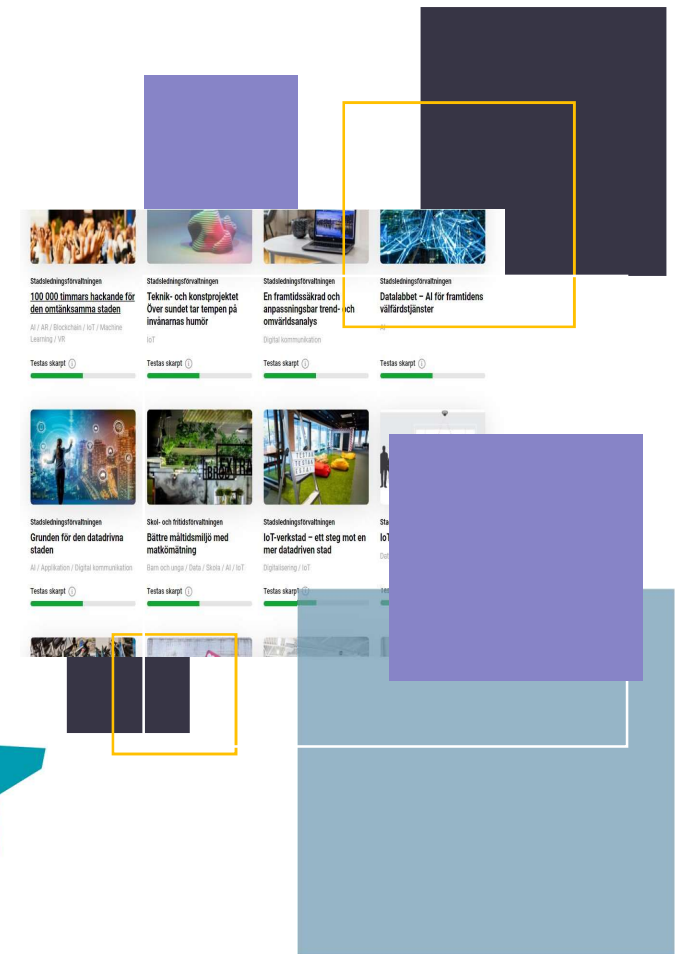 Stadsledningsförvaltningen
100 000 timmars hackande för
den omtänksamma staden
AI / AR / Blockchain / IoT / Machine
Learning / VR
Testas skarpt
Stadsledningsförvaltningen
Teknik- och konstprojektet
Över sundet tar tempen på
invånarnas humör
IoT
Testas skarpt
Stadsledningsförvaltningen
En framtidssäkrad och
anpassningsbar trend- och
omvärldsanalys
Digital kommunikation
Testas skarpt
Stadsledningsförvaltningen
Datalabbet – AI för framtidens
välfärdstjänster
AI
Testas skarpt
Stadsledningsförvaltningen
Grunden för den datadrivna
staden
AI / Applikation / Digital kommunikation
Testas skarpt
Skol- och fritidsförvaltningen
Bättre måltidsmiljö med
matkömätning
Barn och unga / Data / Skola / AI / IoT
Testas skarpt
Stadsledningsförvaltningen
IoT-verkstad – ett steg mot en
mer datadriven stad
Digitalisering / IoT
Testas skarpt